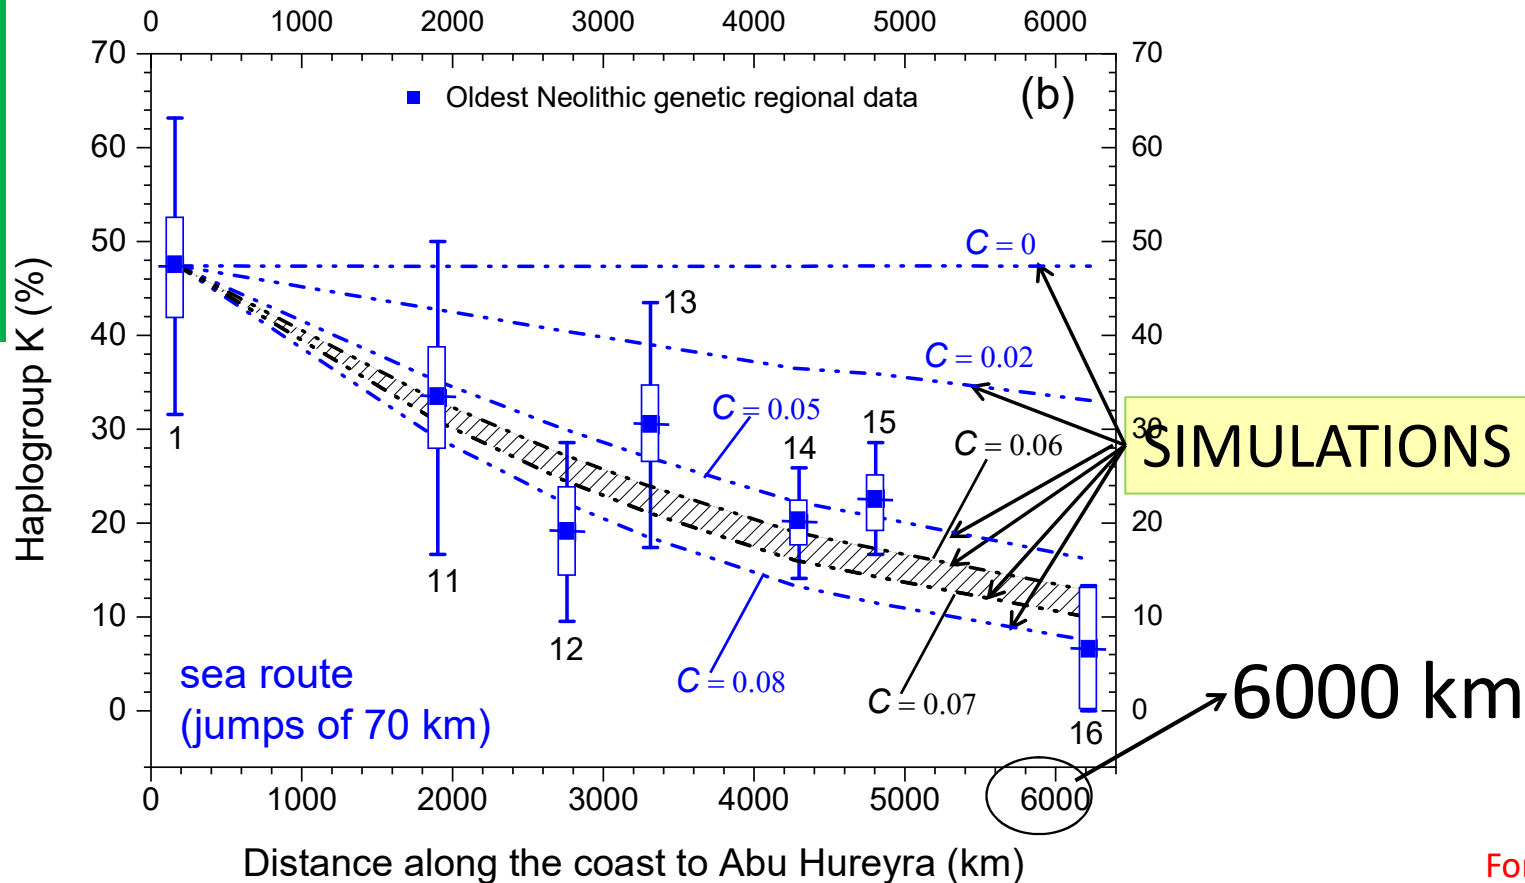 0 1000 2000 3000 4000 5000 6000
70 70
Oldest Neolithic genetic regional data
(b)
60 60
50 50
C = 0
13
40 40
C = 0.02
C = 0.05
15
30 30
SIMULATIONS
1
14
C = 0.06
20 20
11
10 10
12
sea route
C = 0.08
C = 0.07
6000 km
(jumps of 70 km)
0 0
16
0 1000 2000 3000 4000 5000 6000
Haplogroup K (%)
Distance along the coast to Abu Hureyra (km)